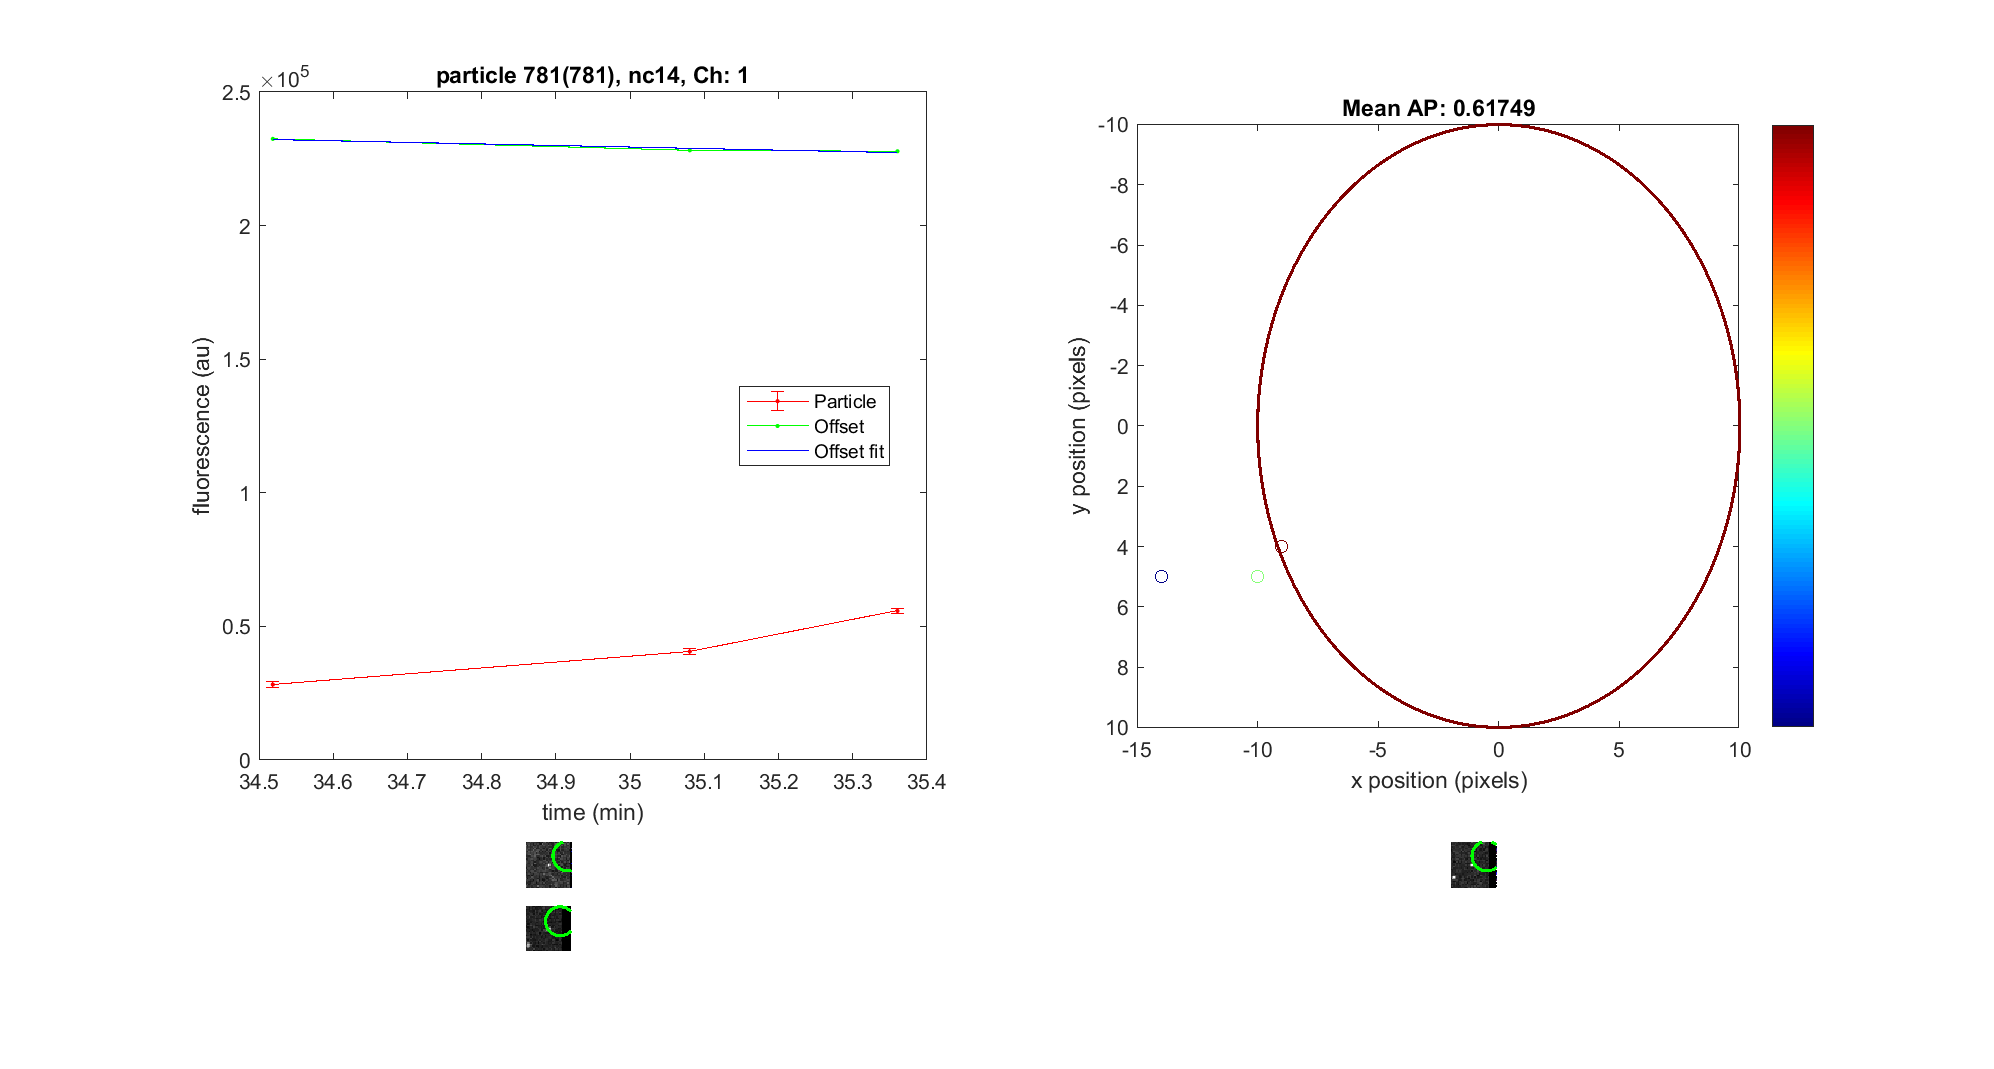 particle 781(781), nc14, Ch: 1
×10^5
2.5
2
1.5
1
0.5
0
fluorescence (au)
34.5 34.6 34.7 34.8 34.9 35 35.1 35.2 35.3 35.4
time (min)
Particle
Offset
Offset fit
Mean AP: 0.61749
-10
-8
-6
-4
-2
0
2
4
6
8
10
y position (pixels)
-15 -10 -5 0 5 10
x position (pixels)